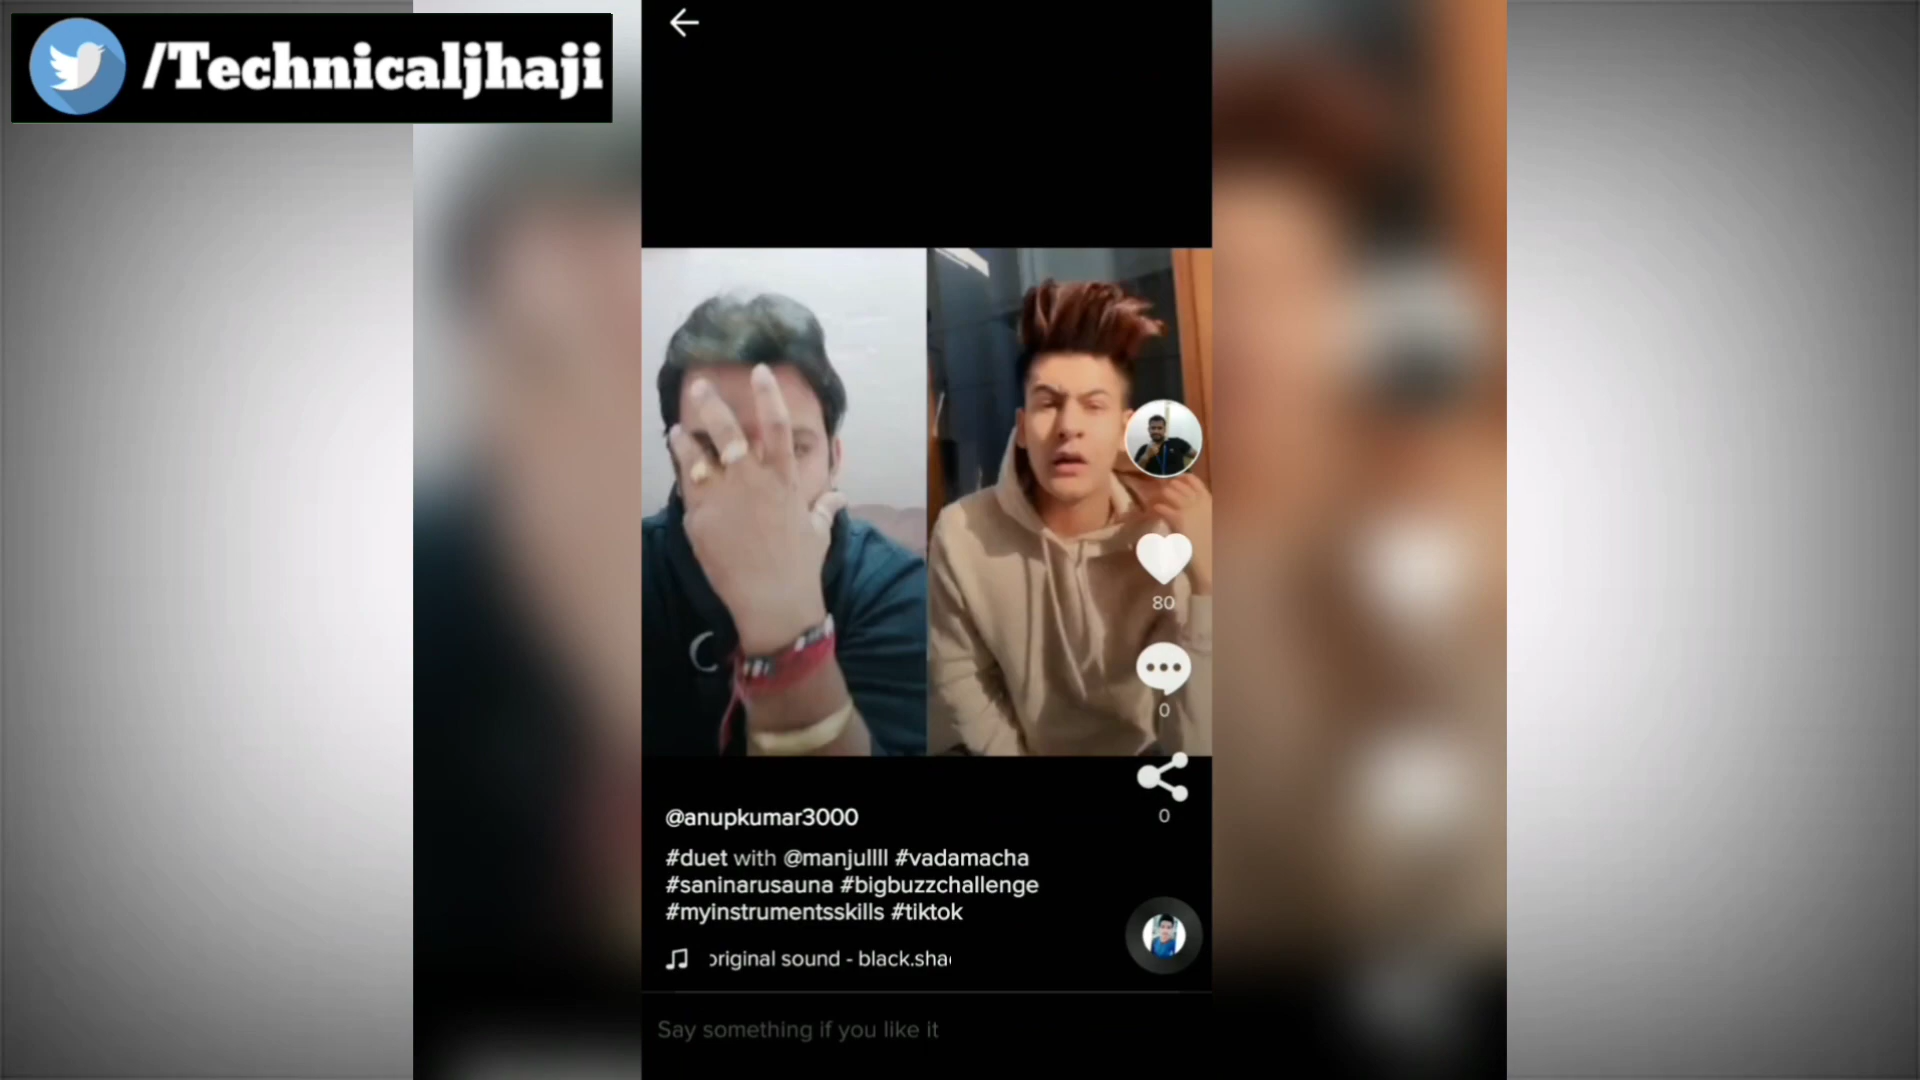 /Technicaljhaji
80
0
0
@anupkumar3000
#duet with @manjullll #vadamacha
#saninarusauna #bigbuzzchallenge
#myinstrumentsskills #tiktok
original sound - black.sha
Say something if you like it